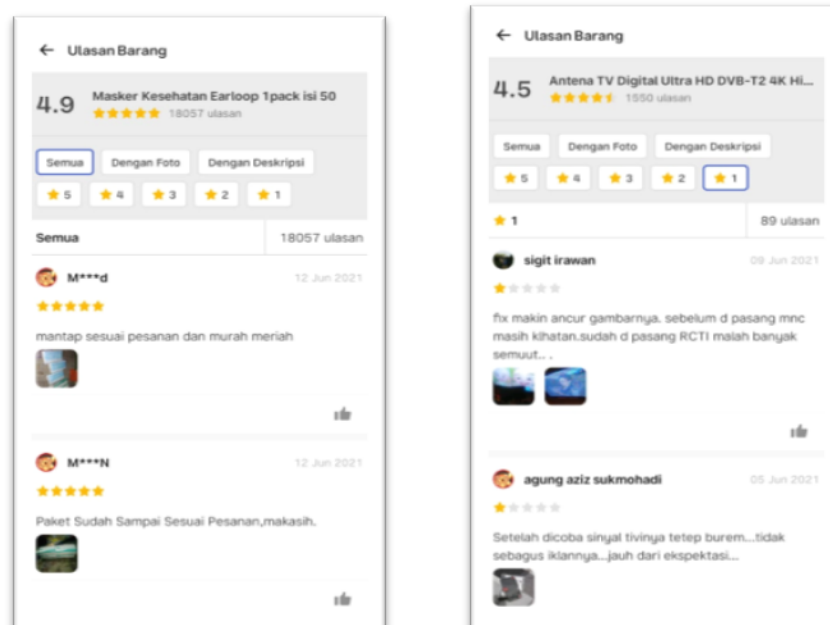 Ulasan Barang
4.9
Masker Kesehatan Earloop 1pack isi 50
18057 ulasan
Semua
Dengan Foto
Dengan Deskripsi
5
4
3
2
1
Semua
18057 ulasan
M***d
12 Jun 2021
mantap sesuai pesanan dan murah meriah
M***N
12 Jun 2021
Paket Sudah Sampai Sesuai Pesanan,makasih.
Ulasan Barang
4.5
Antena TV Digital Ultra HD DVB-T2 4K Hi...
1550 ulasan
Semua
Dengan Foto
Dengan Deskripsi
5
4
3
2
1
1
89 ulasan
sigit irawan
09 Jun 2021
fix makin ancur gambarnya. sebelum d pasang mnc
masih klhatan.sudah d pasang RCTI malah banyak
semuut.. .
agung aziz sukmohadi
05 Jun 2021
Setelah dicoba sinyal tivinya tetep burem...tidak
sebagus iklannya...jauh dari ekspektasi...